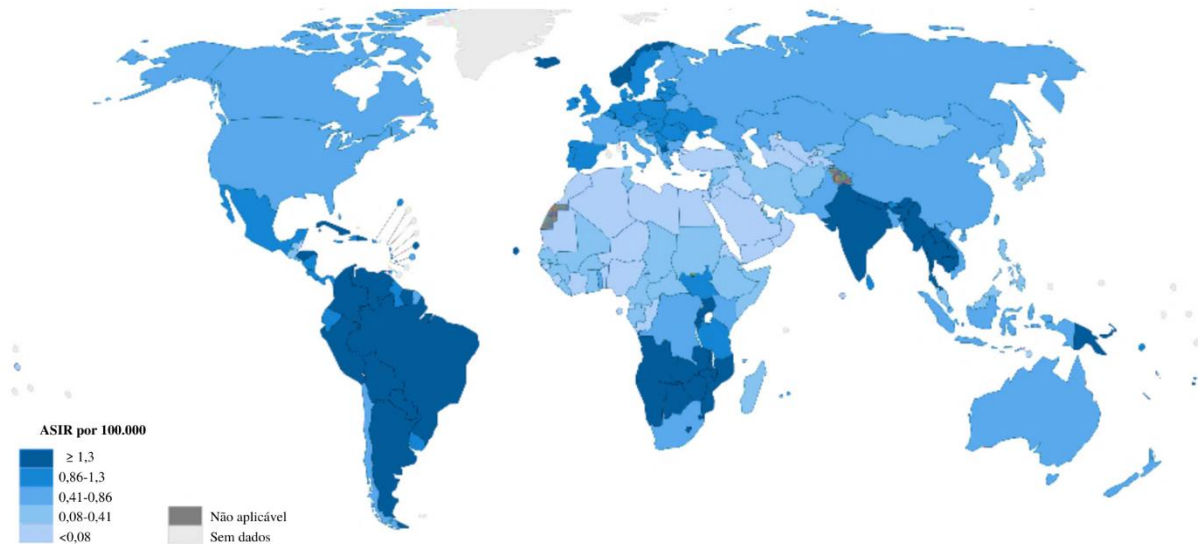 ASIR por 100.000
≥ 1,3
0,86-1,3
0,41-0,86
0,08-0,41
<0,08
Não aplicável
Sem dados